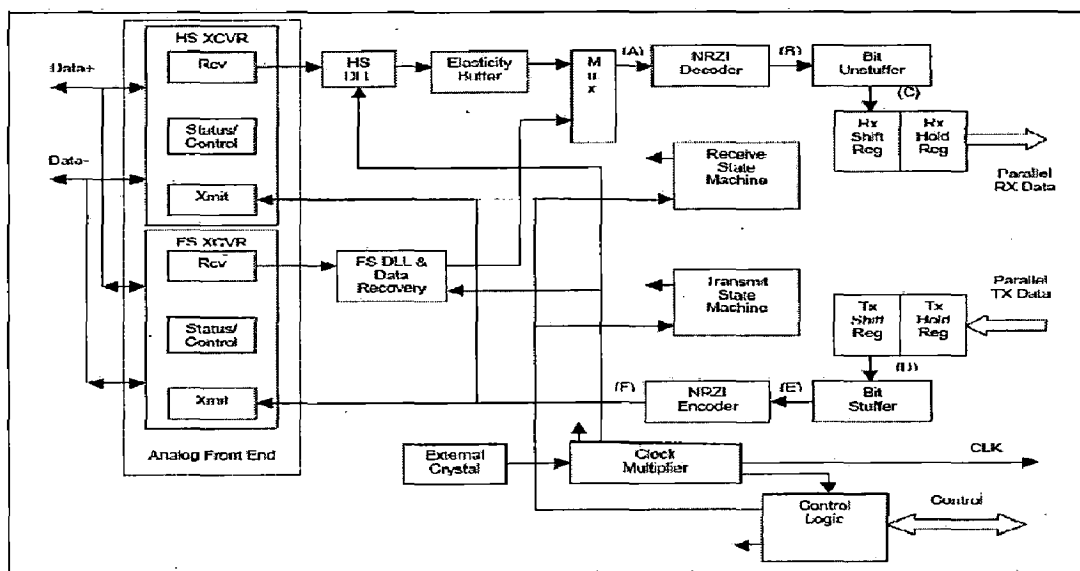 HS XCVR
Rcv
Status/
Control
Xmit
Data+
Data-
FS XCVR
Rcv
Status/
Control
Xmit
Analog Front End
HS
DLL
Elasticity
Buffer
M
u
x
(A)
NRZI
Decoder
(B)
Bit
Unstuffer
(C)
Rx
Shift
Reg
Rx
Hold
Reg
Parallel
RX Data
Receive
State
Machine
FS DLL &
Data
Recovery
Transmit
State
Machine
Parallel
TX Data
Tx
Shift
Reg
Tx
Hold
Reg
(D)
Bit
Stuffer
(E)
NRZI
Encoder
(F)
External
Crystal
Clock
Multiplier
CLK
Control
Logic
Control